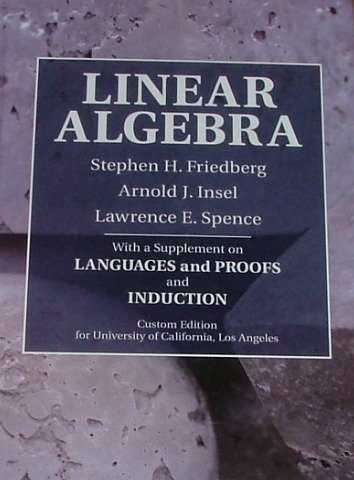 LINEAR
ALGEBRA
Stephen H. Friedberg
Arnold J. Insel
Lawrence E. Spence
With a Supplement on
LANGUAGES and PROOFS
and
INDUCTION
Custom Edition
for University of California, Los Angeles